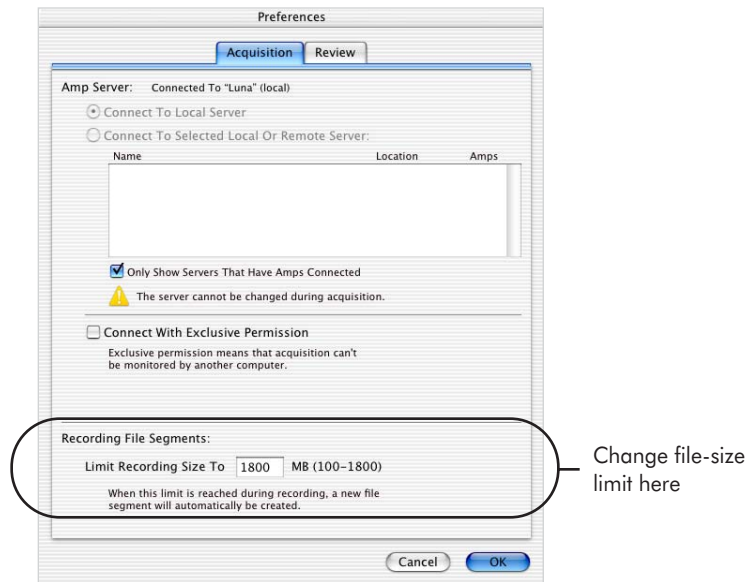 Preferences
Acquisition Review
Amp Server: Connected To "Luna" (local)
Connect To Local Server
Connect To Selected Local Or Remote Server:
Name Location Amps
Only Show Servers That Have Amps Connected
The server cannot be changed during acquisition.
Connect With Exclusive Permission
Exclusive permission means that acquisition can't
be monitored by another computer.
Recording File Segments:
Limit Recording Size To 1800 MB (100–1800)
When this limit is reached during recording, a new file
segment will automatically be created.
Change file-size
limit here
Cancel OK